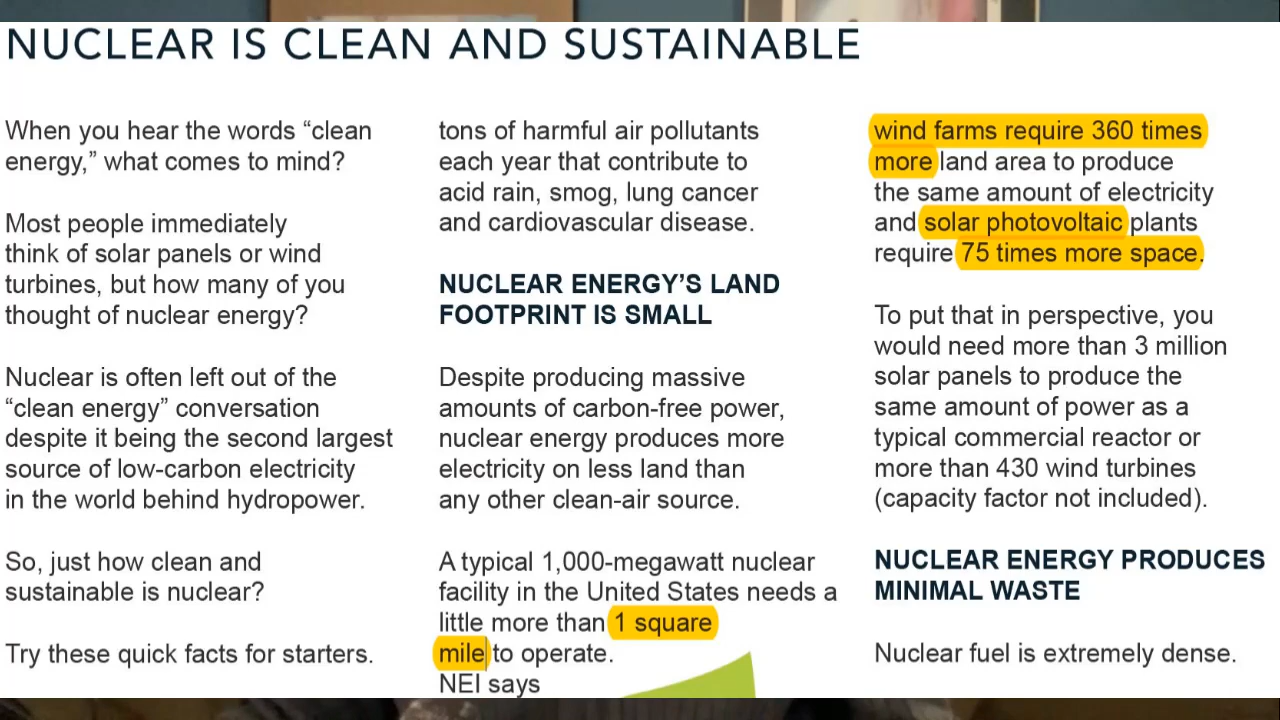 NUCLEAR IS CLEAN AND SUSTAINABLE
When you hear the words “clean
energy,” what comes to mind?
Most people immediately
think of solar panels or wind
turbines, but how many of you
thought of nuclear energy?
Nuclear is often left out of the
“clean energy” conversation
despite it being the second largest
source of low-carbon electricity
in the world behind hydropower.
So, just how clean and
sustainable is nuclear?
Try these quick facts for starters.
tons of harmful air pollutants
each year that contribute to
acid rain, smog, lung cancer
and cardiovascular disease.
NUCLEAR ENERGY’S LAND
FOOTPRINT IS SMALL
Despite producing massive
amounts of carbon-free power,
nuclear energy produces more
electricity on less land than
any other clean-air source.
A typical 1,000-megawatt nuclear
facility in the United States needs a
little more than 1 square
mile to operate.
NEI says
wind farms require 360 times
more land area to produce
the same amount of electricity
and solar photovoltaic plants
require 75 times more space.
To put that in perspective, you
would need more than 3 million
solar panels to produce the
same amount of power as a
typical commercial reactor or
more than 430 wind turbines
(capacity factor not included).
NUCLEAR ENERGY PRODUCES
MINIMAL WASTE
Nuclear fuel is extremely dense.